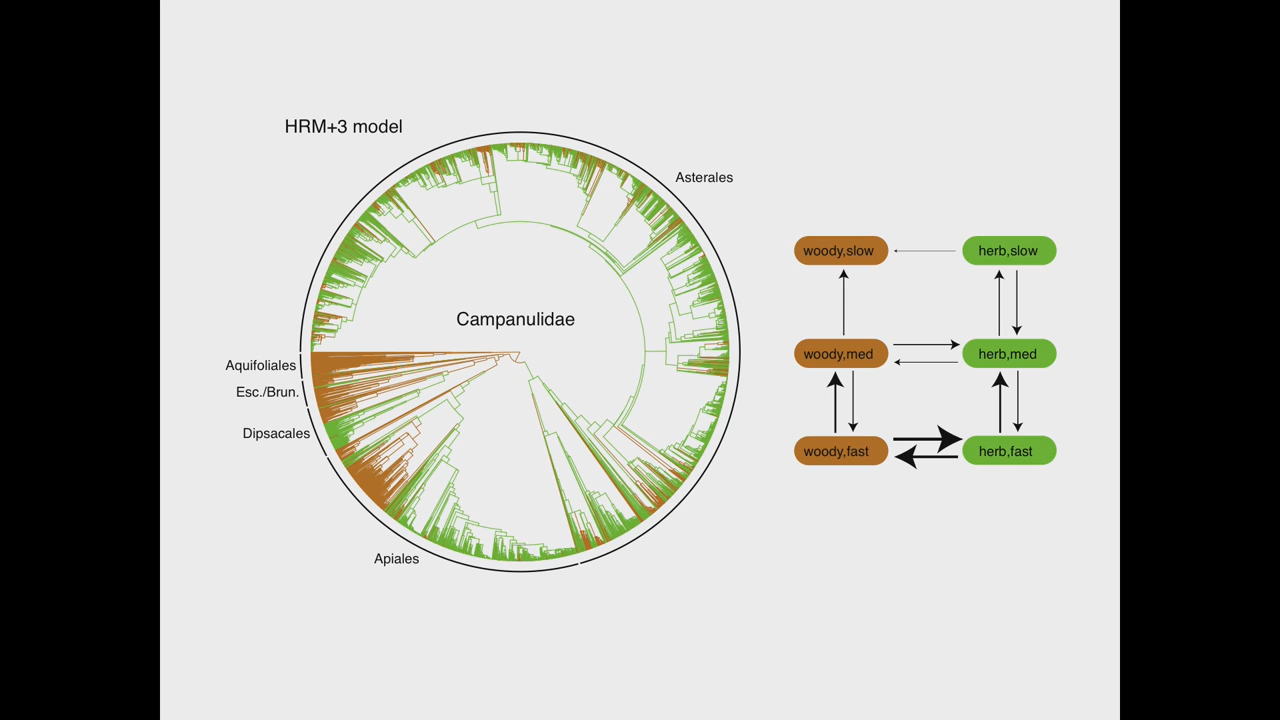 HRM+3 model
Asterales
Campanulidae
Aquifoliales
Esc./Brun.
Dipsacales
Apiales
woody,slow
herb,slow
woody,med
herb,med
woody,fast
herb,fast